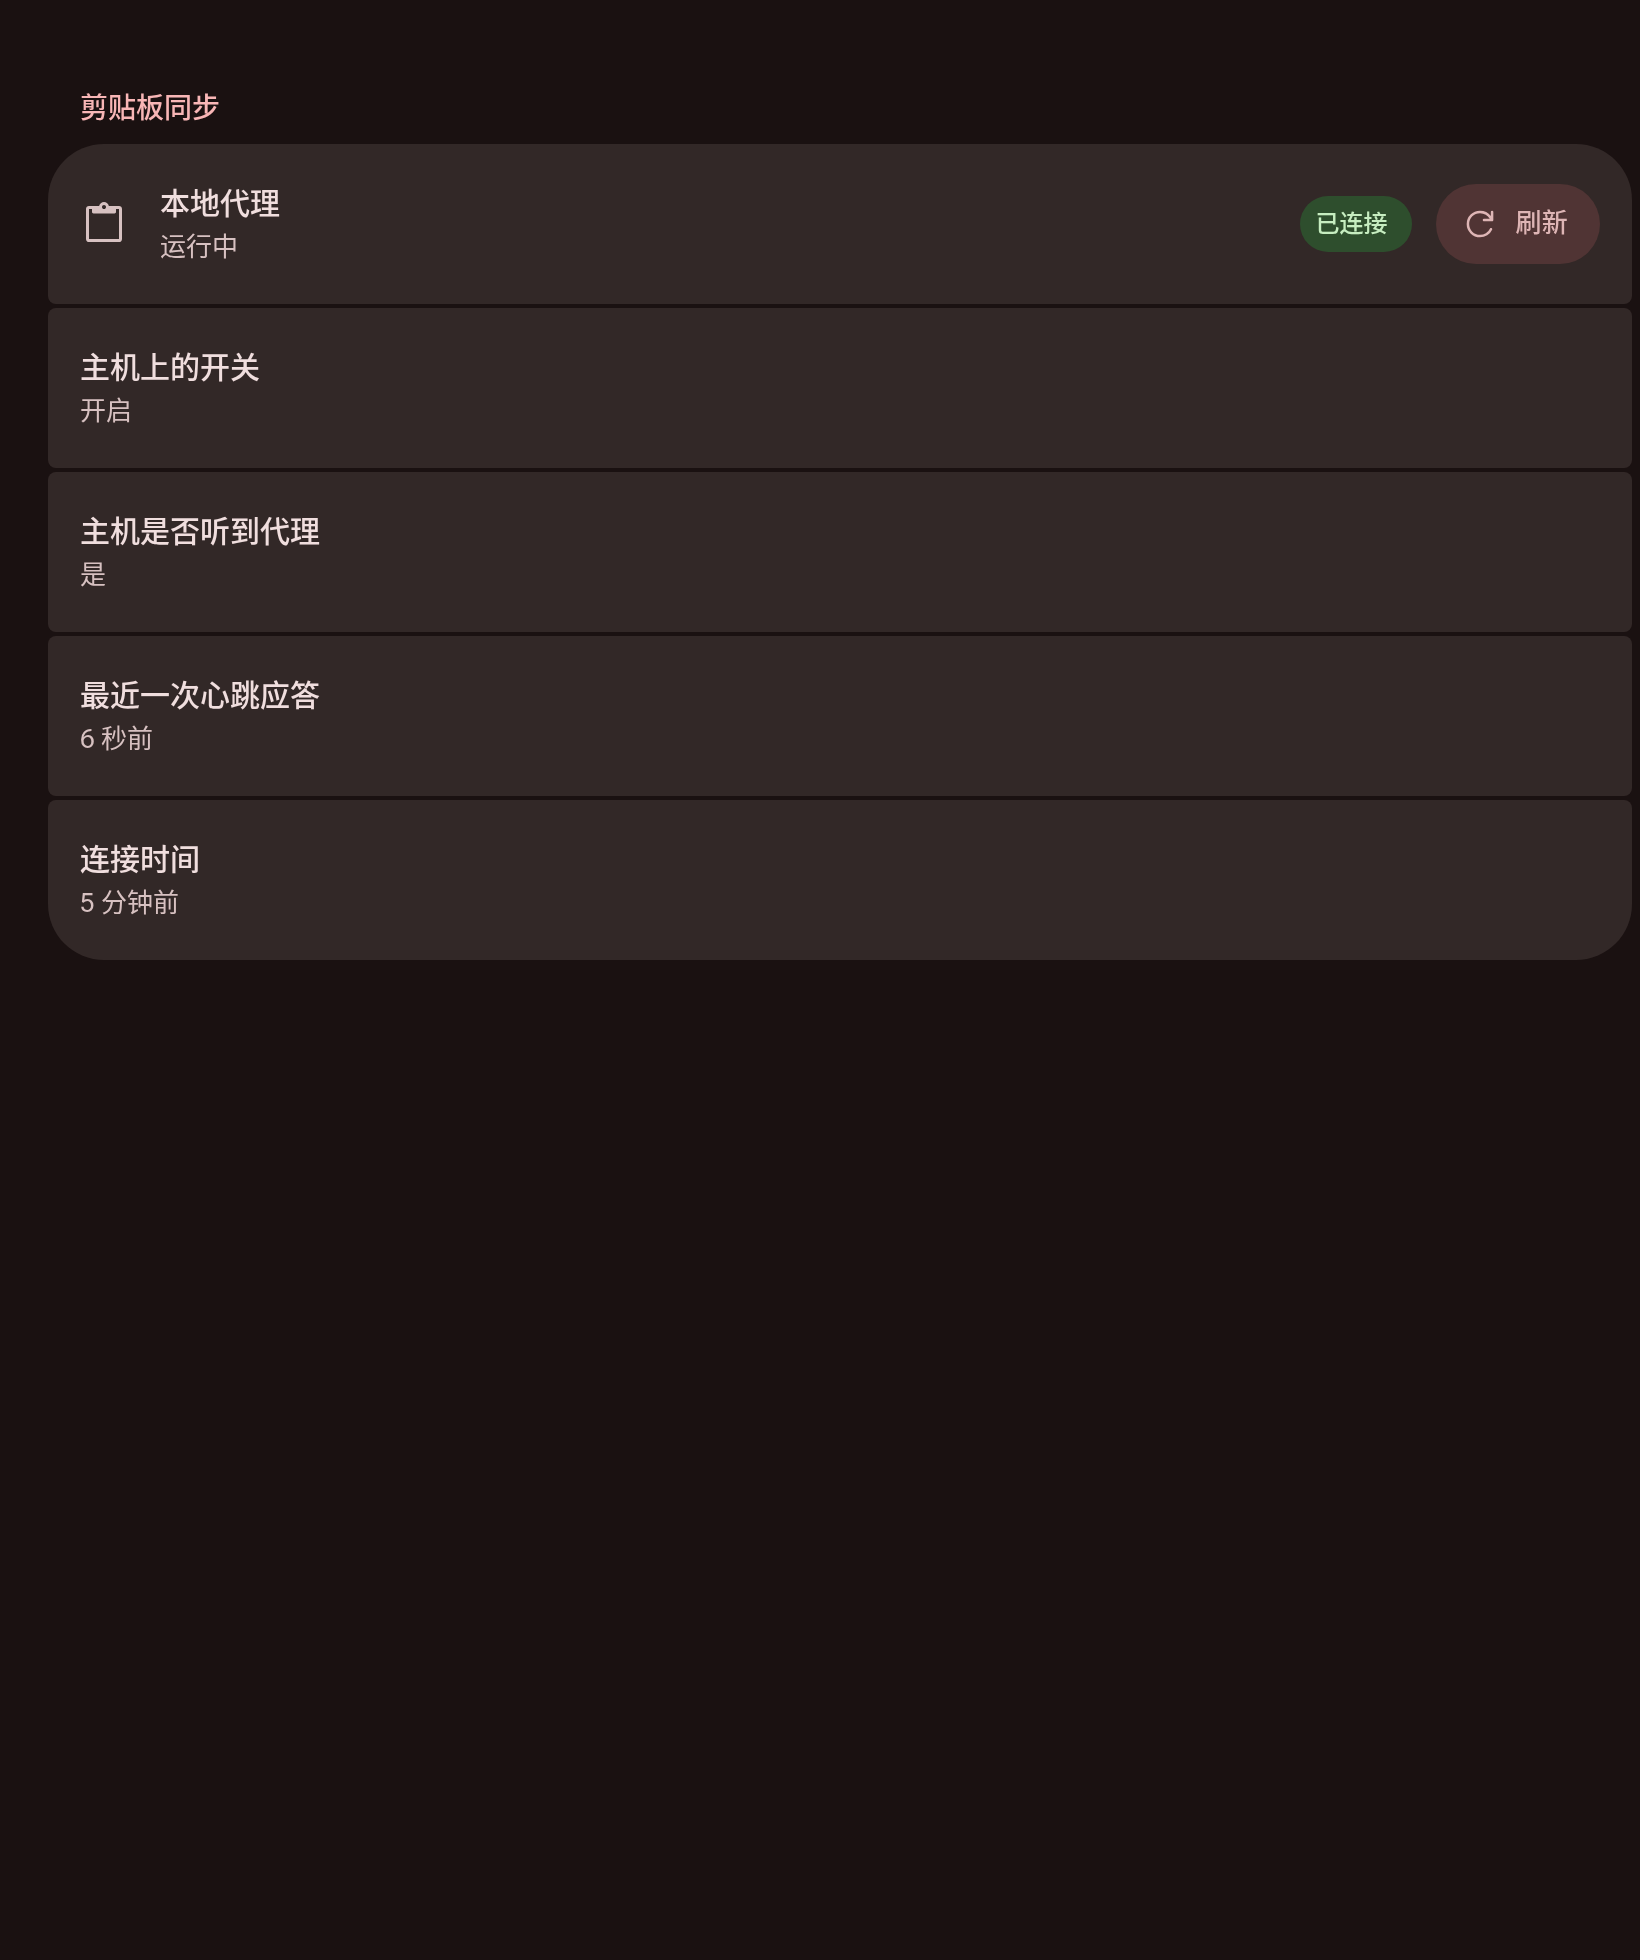 剪贴板同步
本地代理
运行中
已连接
刷新
主机上的开关
开启
主机是否听到代理
是
最近一次心跳应答
6 秒前
连接时间
5 分钟前